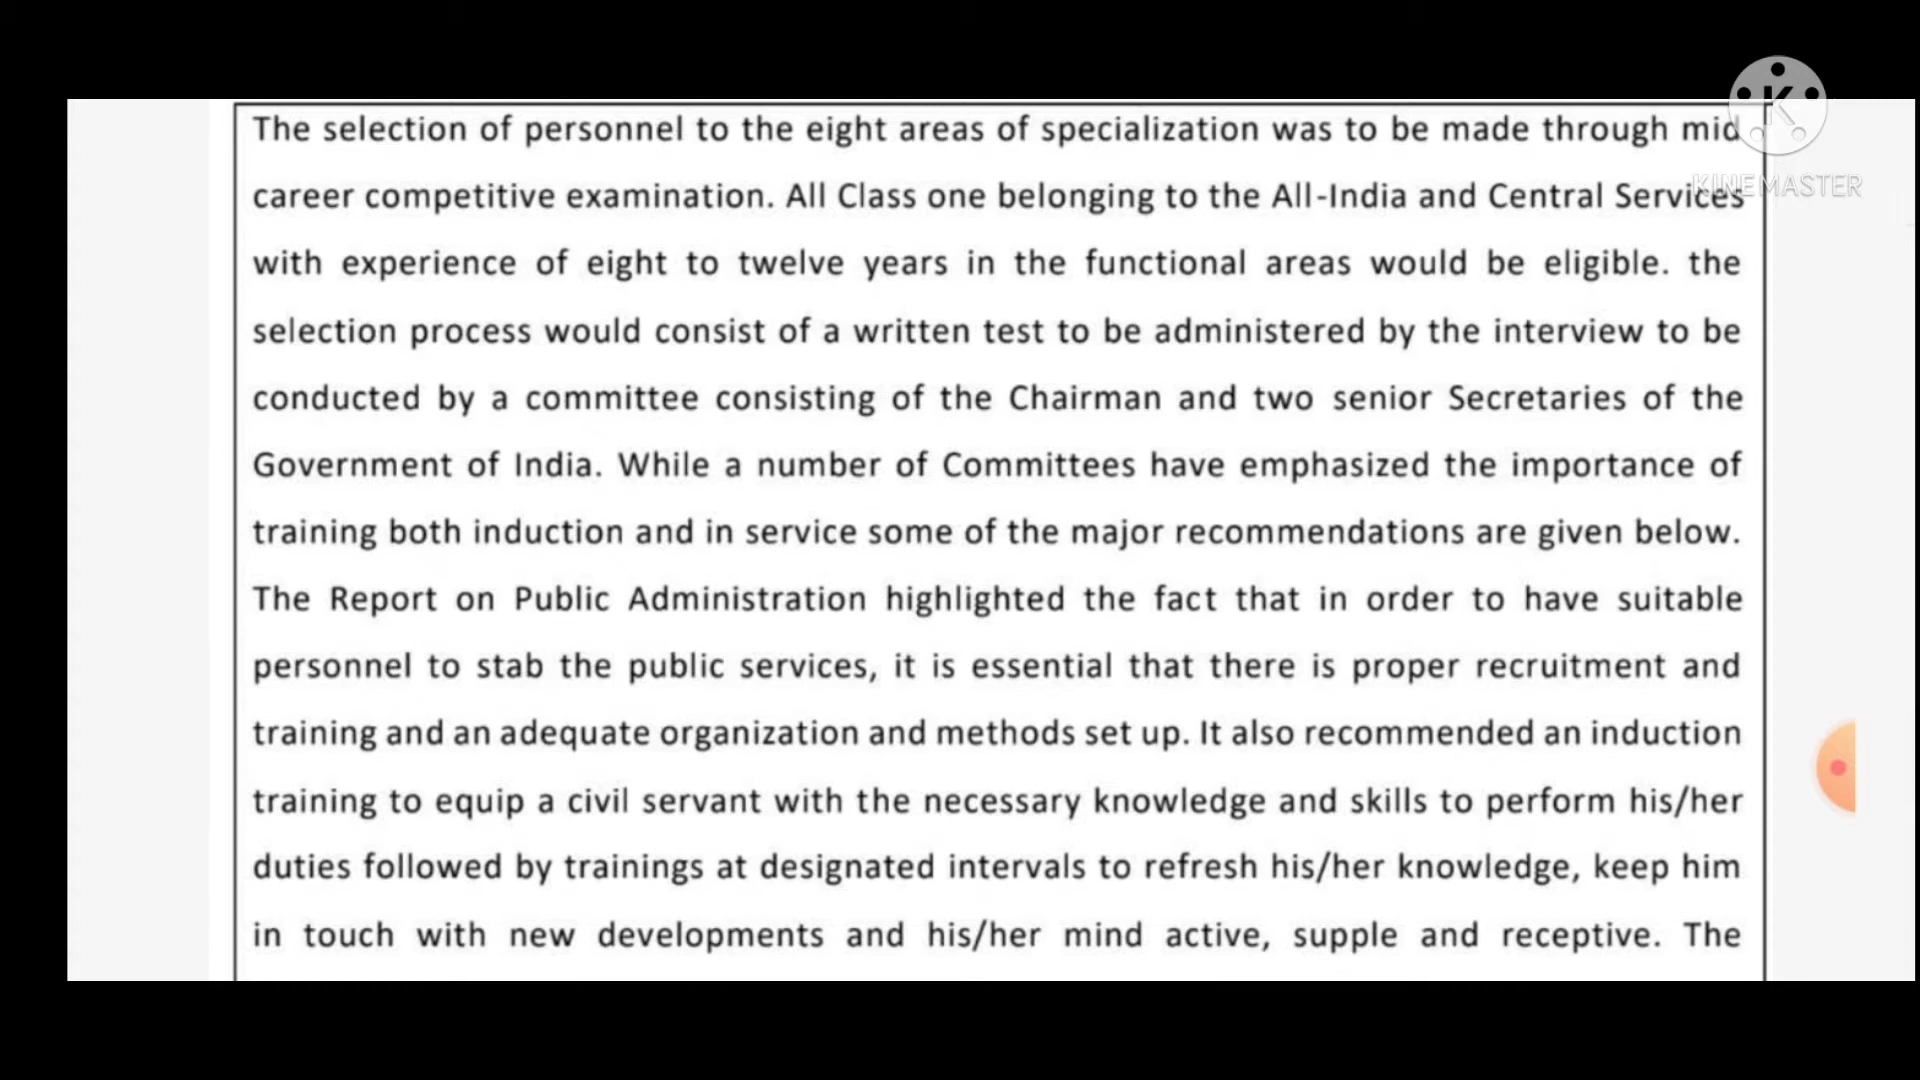 The selection of personnel to the eight areas of specialization was to be made through mid
career competitive examination. All Class one belonging to the All-India and Central Services
with experience of eight to twelve years in the functional areas would be eligible. the
selection process would consist of a written test to be administered by the interview to be
conducted by a committee consisting of the Chairman and two senior Secretaries of the
Government of India. While a number of Committees have emphasized the importance of
training both induction and in service some of the major recommendations are given below.
The Report on Public Administration highlighted the fact that in order to have suitable
personnel to stab the public services, it is essential that there is proper recruitment and
training and an adequate organization and methods set up. It also recommended an induction
training to equip a civil servant with the necessary knowledge and skills to perform his/her
duties followed by trainings at designated intervals to refresh his/her knowledge, keep him
in touch with new developments and his/her mind active, supple and receptive. The
K
KINEMASTER